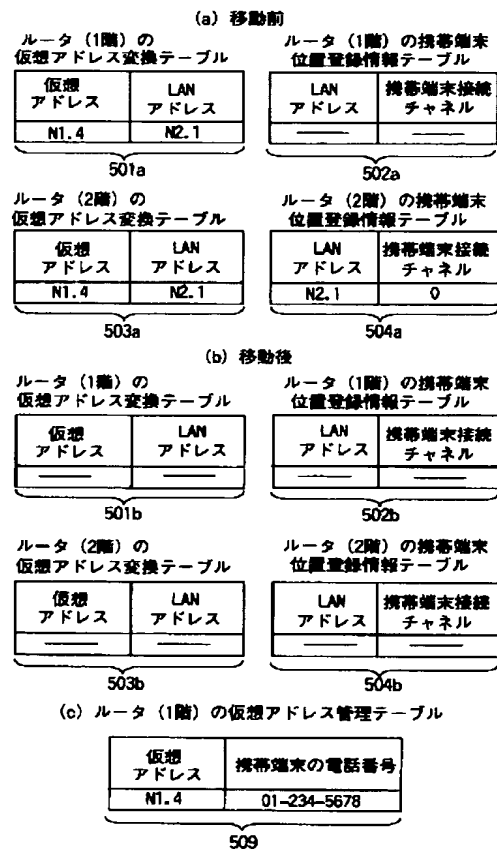 (a) 移動前
ルータ (1階) の
仮想アドレス変換テーブル
ルータ (1階) の携帯端末
位置登録情報テーブル
仮想
アドレス
LAN
アドレス
LAN
アドレス
携帯端末接続
チャネル
N1.4
N2.1
501a
502a
ルータ (2階) の
仮想アドレス変換テーブル
ルータ (2階) の携帯端末
位置登録情報テーブル
仮想
アドレス
LAN
アドレス
LAN
アドレス
携帯端末接続
チャネル
N1.4
N2.1
N2.1
0
503a
504a
(b) 移動後
ルータ (1階) の
仮想アドレス変換テーブル
ルータ (1階) の携帯端末
位置登録情報テーブル
仮想
アドレス
LAN
アドレス
LAN
アドレス
携帯端末接続
チャネル
501b
502b
ルータ (2階) の
仮想アドレス変換テーブル
ルータ (2階) の携帯端末
位置登録情報テーブル
仮想
アドレス
LAN
アドレス
LAN
アドレス
携帯端末接続
チャネル
503b
504b
(c) ルータ (1階) の仮想アドレス管理テーブル
仮想
アドレス
携帯端末の電話番号
N1.4
01-234-5678
509